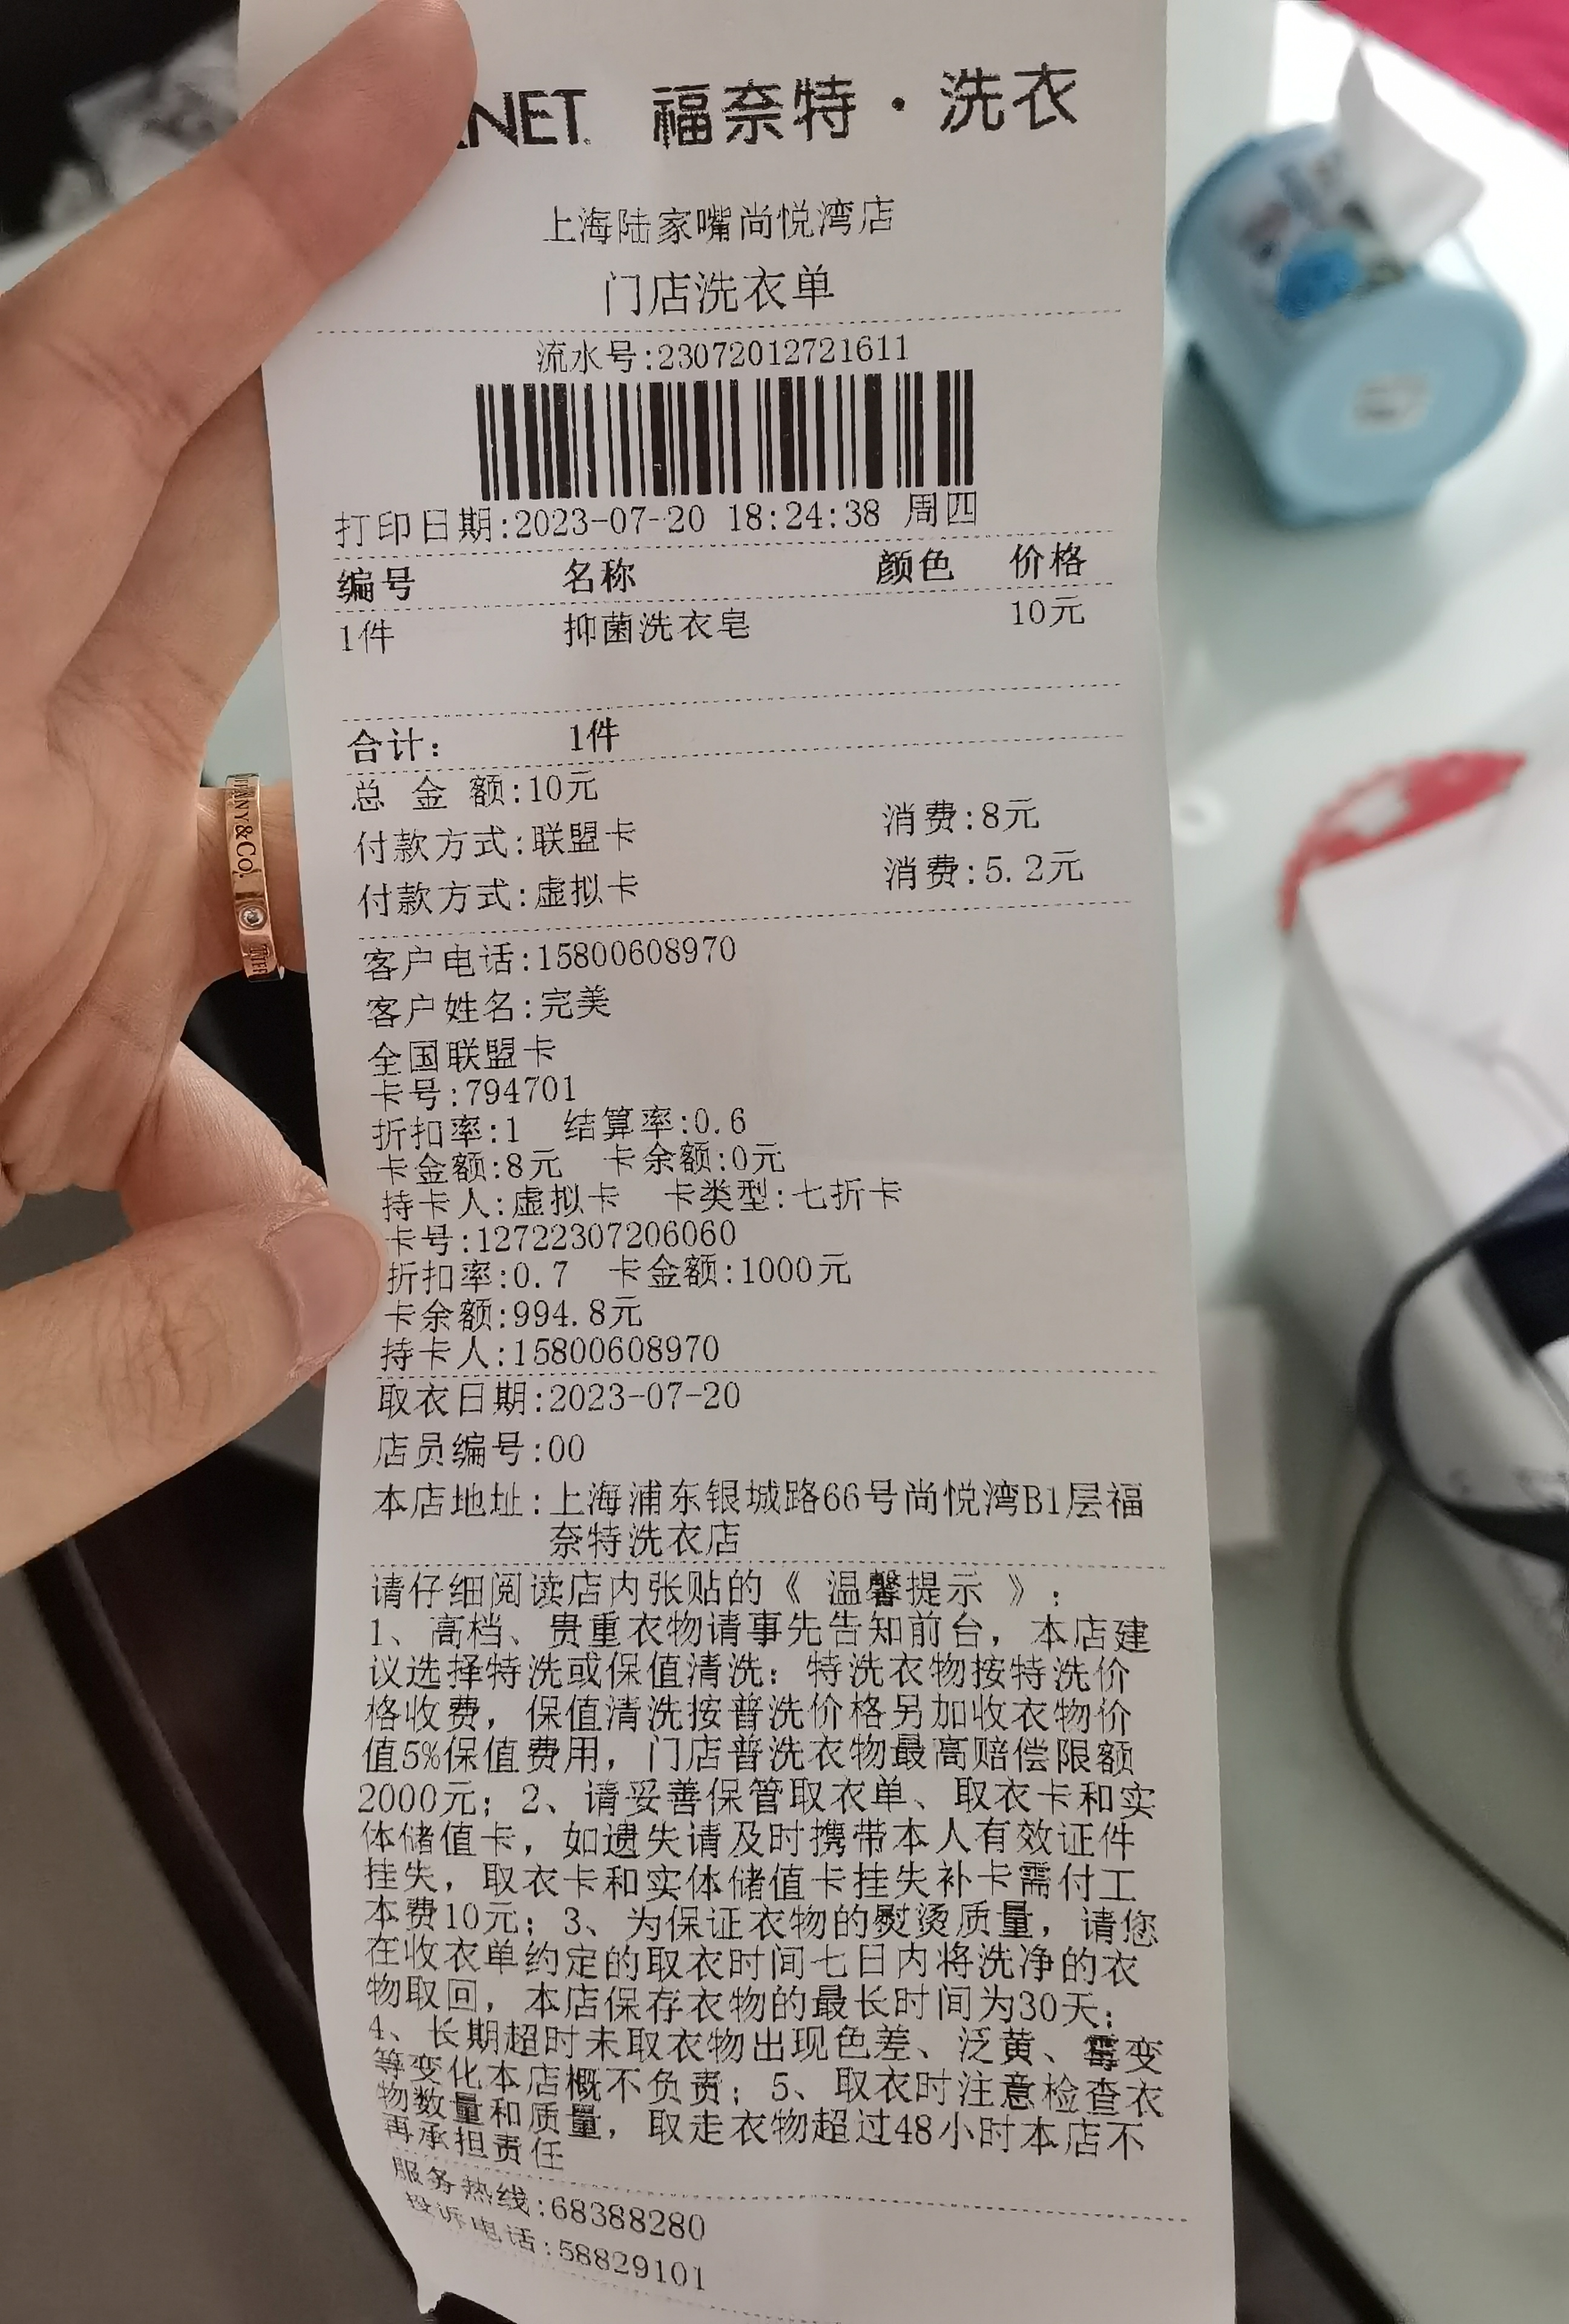 NET 福奈特·洗衣
上海陆家嘴尚悦湾店
门店洗衣单
流水号:23072012721611
打印日期:2023-07-20 18:24:38 周四
编号 名称 颜色 价格
1件 抑菌洗衣皂 10元
合计: 1件
总 金 额:10元
付款方式:联盟卡 消费:8元
付款方式:虚拟卡 消费:5.2元
客户电话:15800608970
客户姓名:完美
全国联盟卡
卡号:794701
折扣率:1 结算率:0.6
卡金额:8元 卡余额:0元
持卡人:虚拟卡 卡类型:七折卡
卡号:12722307206060
折扣率:0.7 卡金额:1000元
卡余额:994.8元
持卡人:15800608970
取衣日期:2023-07-20
店员编号:00
本店地址:上海浦东银城路66号尚悦湾B1层福
奈特洗衣店
请仔细阅读店内张贴的《 温馨提示 》:
1、高档、贵重衣物请事先告知前台，本店建
议选择特洗或保值清洗：特洗衣物按特洗价
格收费，保值清洗按普洗价格另加收衣物价
值5%保值费用，门店普洗衣物最高赔偿限额
2000元；2、请妥善保管取衣单、取衣卡和实
体储值卡，如遗失请及时携带本人有效证件
挂失，取衣卡和实体储值卡挂失补卡需付工
本费10元；3、为保证衣物的熨烫质量，请您
在收衣单约定的取衣时间七日内将洗净的衣
物取回，本店保存衣物的最长时间为30天；
4、长期超时未取衣物出现色差、泛黄、霉变
等变化本店概不负责；5、取衣时注意检查衣
物数量和质量，取走衣物超过48小时本店不
再承担责任
服务热线:68388280
投诉电话:58829101
TIFFANY&Co.